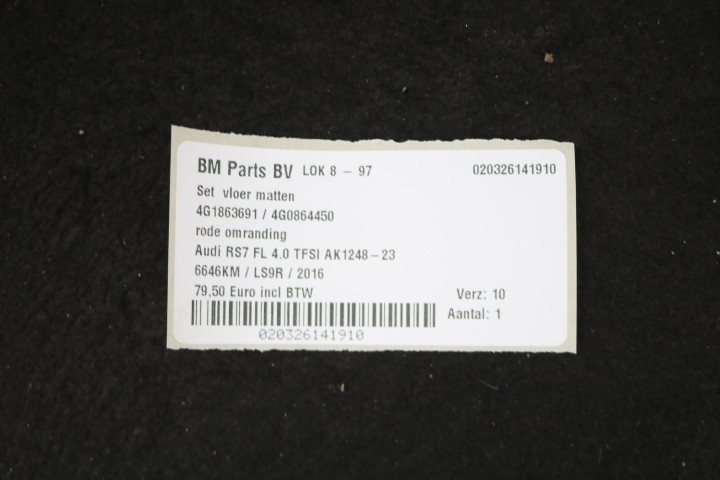 BM Parts BV LOK 8 - 97 020326141910
Set vloer matten
4G1863691 / 4G0864450
rode omranding
Audi RS7 FL 4.0 TFSI AK1248-23
6646KM / LS9R / 2016
79,50 Euro incl BTW Verz: 10
Aantal: 1
020326141910